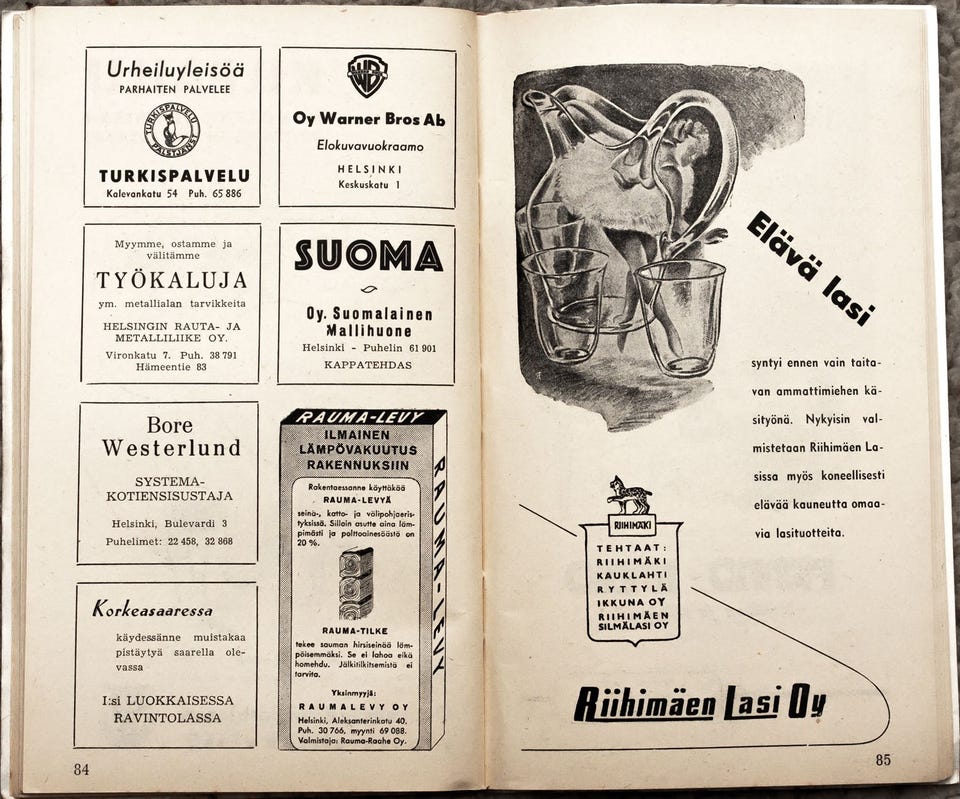 Urheiluyleisöä
PARHAITEN PALVELEE
TURKISPALVELU
PALSTJÄNST
TURKISPALVELU
Kalevankatu 54 Puh. 65 886
WB
Oy Warner Bros Ab
Elokuvavuokraamo
HELSINKI
Keskuskatu 1
Myymme, ostamme ja
välitämme
TYÖKALUJA
ym. metallialan tarvikkeita
HELSINGIN RAUTA- JA
METALLILIIKE OY.
Vironkatu 7. Puh. 38 791
Hämeentie 83
SUOMA
Oy. Suomalainen
Mallihuone
Helsinki - Puhelin 61 901
KAPPATEHDAS
Bore
Westerlund
SYSTEMA-
KOTIENSISUSTAJA
Helsinki, Bulevardi 3
Puhelimet: 22 458, 32 868
Korkeasaaressa
käydessänne muistakaa
pistäytyä saarella ole-
vassa
I:si LUOKKAISESSA
RAVINTOLASSA
RAUMA-LEVY
ILMAINEN
LÄMPÖVAKUUTUS
RAKENNUKSIIN
Rakentaessanne käyttäkää
RAUMA-LEVYÄ
seinä-, katto- ja välipohjaeris-
tyksissä. Silloin asutte aina läm-
pimästi ja polttoainesäästö on
20 %.
RAUMA-TILKE
tekee sauman hirsiseinää läm-
pöisemmäksi. Se ei lahoa eikä
homehdu. Jälkitilkitsemistä ei
tarvita.
Yksinmyyjä:
RAUMALEVY OY
Helsinki, Aleksanterinkatu 40.
Puh. 30 766, myynti 69 088.
Valmistaja: Rauma-Raahe Oy.
RAUMA-LEVY
84
Elävä lasi
syntyi ennen vain taita-
van ammattimiehen kä-
sityönä. Nykyisin val-
mistetaan Riihimäen La-
sissa myös koneellisesti
elävää kauneutta omaa-
via lasituotteita.
RIIHIMÄKI
TEHTAAT:
RIIHIMÄKI
KAUKLAHTI
RYTTYLÄ
IKKUNA OY
RIIHIMÄEN
SILMÄLASI OY
Riihimäen Lasi Oy
85